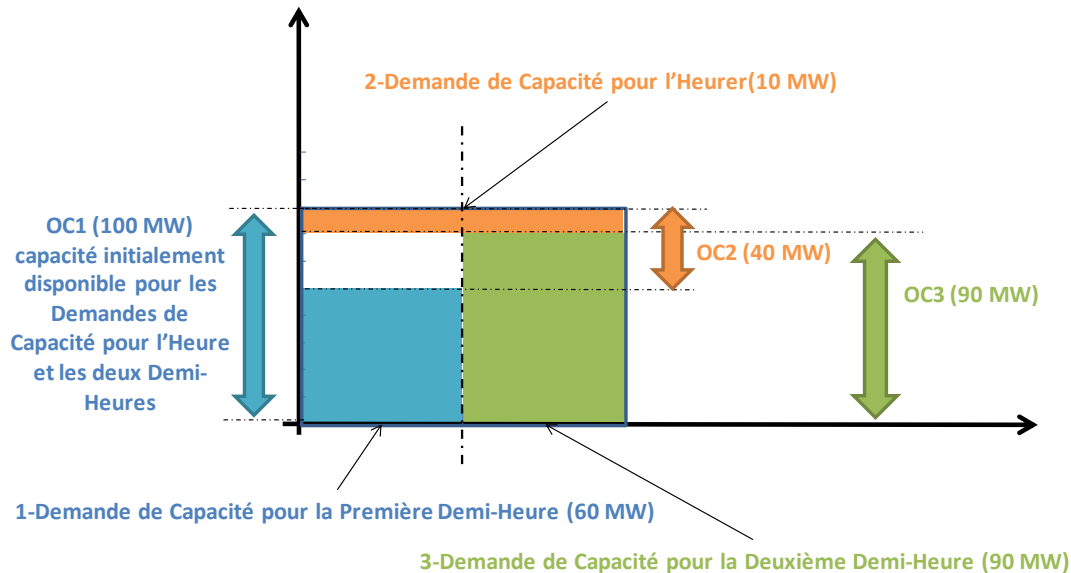 2-Demande de Capacité pour l'Heurer(10 MW)
OC1 (100 MW)
capacité initialement
disponible pour les
Demandes de
Capacité pour l'Heure
et les deux Demi-
Heures
OC2 (40 MW)
OC3 (90 MW)
1-Demande de Capacité pour la Première Demi-Heure (60 MW)
3-Demande de Capacité pour la Deuxième Demi-Heure (90 MW)